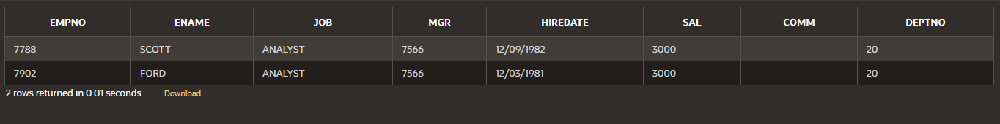 EMPNO ENAME JOB MGR HIREDATE SAL COMM DEPTNO
7788 SCOTT ANALYST 7566 12/09/1982 3000 - 20
7902 FORD ANALYST 7566 12/03/1981 3000 - 20
2 rows returned in 0.01 seconds Download